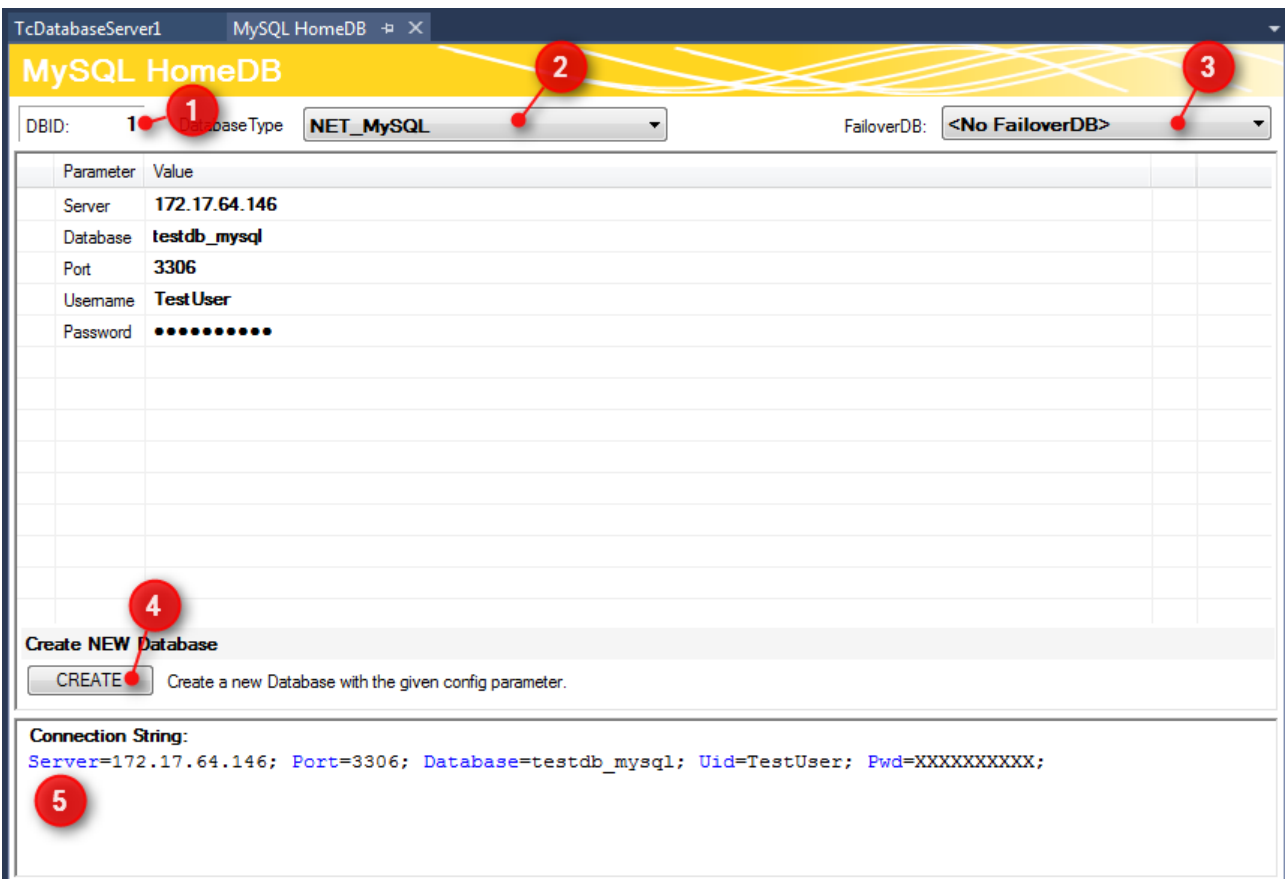 TcDatabaseServer1 MySQL HomeDB
MySQL HomeDB
2
3
1
DBID: 1 DatabaseType NET_MySQL FailoverDB: <No FailoverDB>
Parameter Value
Server 172.17.64.146
Database testdb_mysql
Port 3306
Username TestUser
Password ••••••••••
4
Create NEW Database
CREATE Create a new Database with the given config parameter.
Connection String:
Server=172.17.64.146; Port=3306; Database=testdb_mysql; Uid=TestUser; Pwd=XXXXXXXXXX;
5